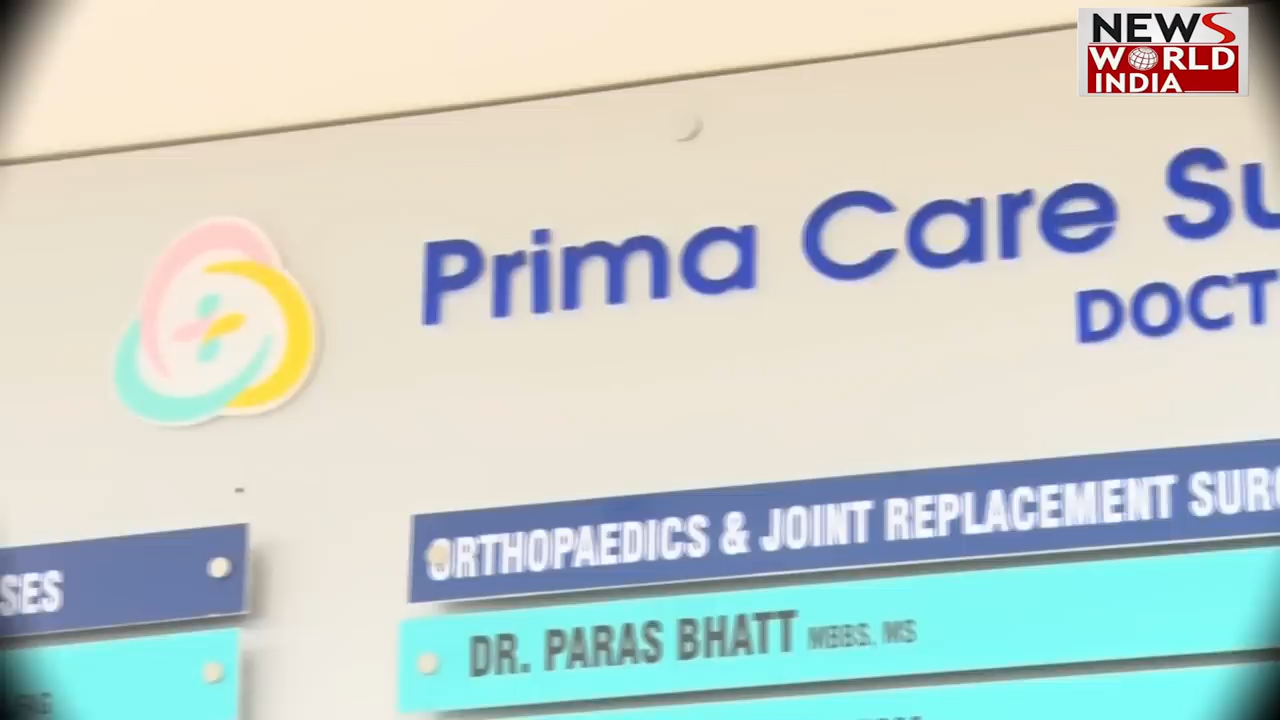 NEWS
WORLD
INDIA
Prima Care Su
DOCT
SES
ORTHOPAEDICS & JOINT REPLACEMENT SURG
DR. PARAS BHATT MBBS, MS